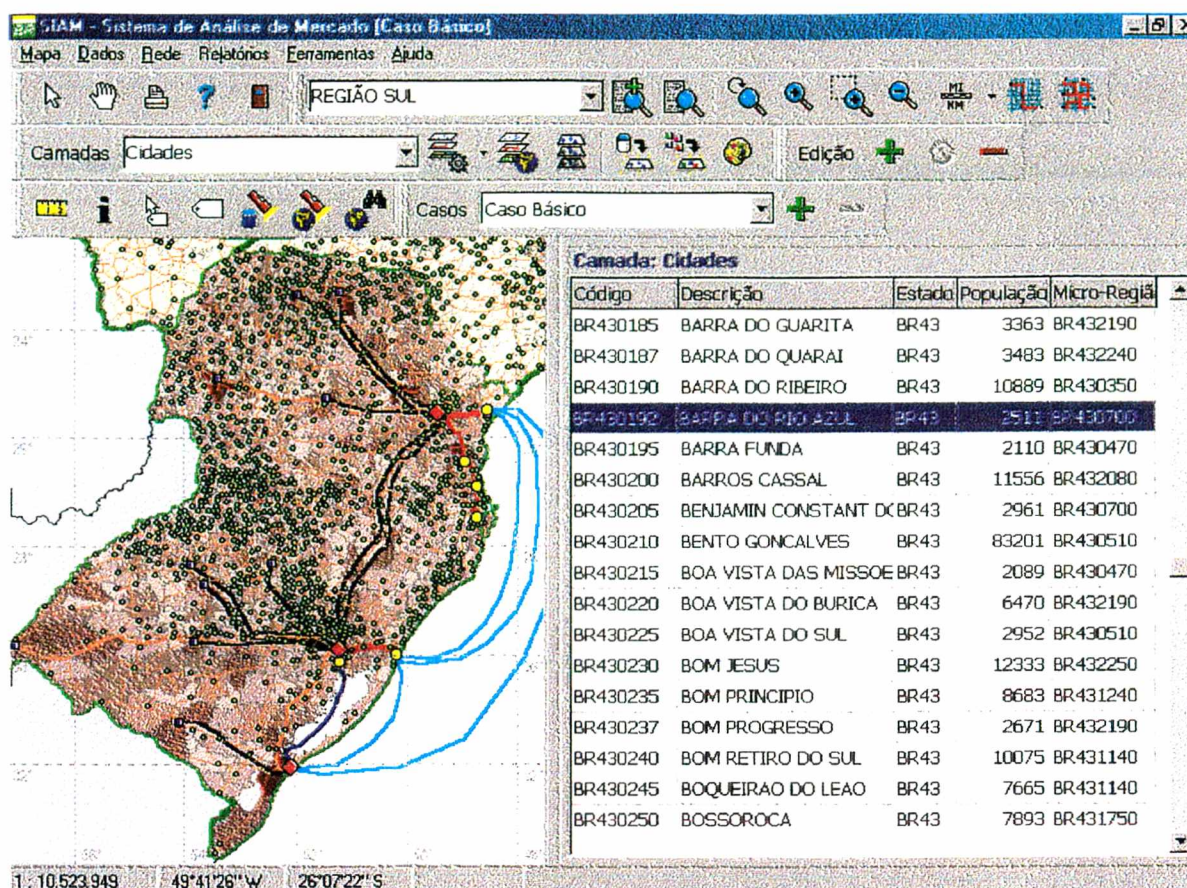 BR SIAM - Sistema de Análise de Mercado [Caso Básico]
Mapa Dados Rede Relatórios Ferramentas Ajuda
REGIÃO SUL MI KM
Camadas Cidades Edição
Casos Caso Básico
Camada: Cidades
Código Descrição Estado População Micro-Regiã
BR430185 BARRA DO GUARITA BR43 3363 BR432190
BR430187 BARRA DO QUARAI BR43 3483 BR432240
BR430190 BARRA DO RIBEIRO BR43 10889 BR430350
BR430192 BARRA DO RIO AZUL BR43 2511 BR430700
BR430195 BARRA FUNDA BR43 2110 BR430470
BR430200 BARROS CASSAL BR43 11556 BR432080
BR430205 BENJAMIN CONSTANT DO BR43 2961 BR430700
BR430210 BENTO GONCALVES BR43 83201 BR430510
BR430215 BOA VISTA DAS MISSOE BR43 2089 BR430470
BR430220 BOA VISTA DO BURICA BR43 6470 BR432190
BR430225 BOA VISTA DO SUL BR43 2952 BR430510
BR430230 BOM JESUS BR43 12333 BR432250
BR430235 BOM PRINCIPIO BR43 8683 BR431240
BR430237 BOM PROGRESSO BR43 2671 BR432190
BR430240 BOM RETIRO DO SUL BR43 10075 BR431140
BR430245 BOQUEIRAO DO LEAO BR43 7665 BR431140
BR430250 BOSSOROCA BR43 7893 BR431750
1 : 10.523.949 49°41'26" W 26°07'22" S